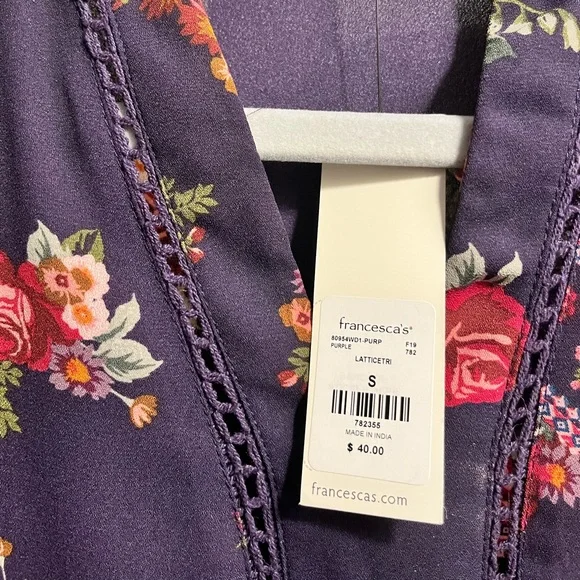 francesca's®
80954WD1-PURP F19
PURPLE 782
LATTICETRI
S
782355
MADE IN INDIA
$ 40.00
francescas.com